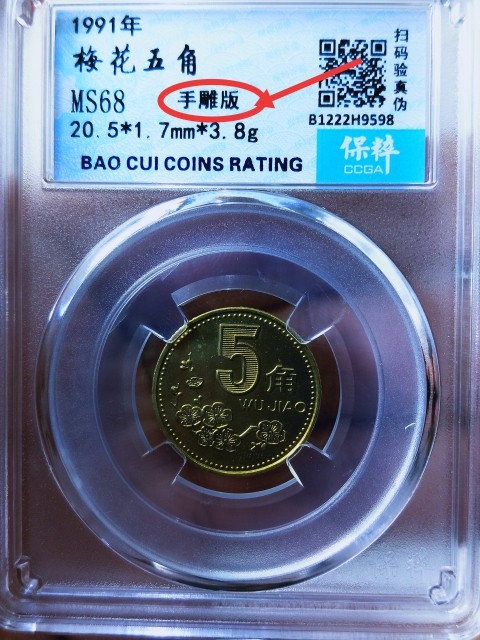 1991年
梅花五角
MS68
手雕版
20.5*1.7mm*3.8g
BAO CUI COINS RATING
扫码验真伪
B1222H9598
保粹
CCGA
5角
WU JIAO